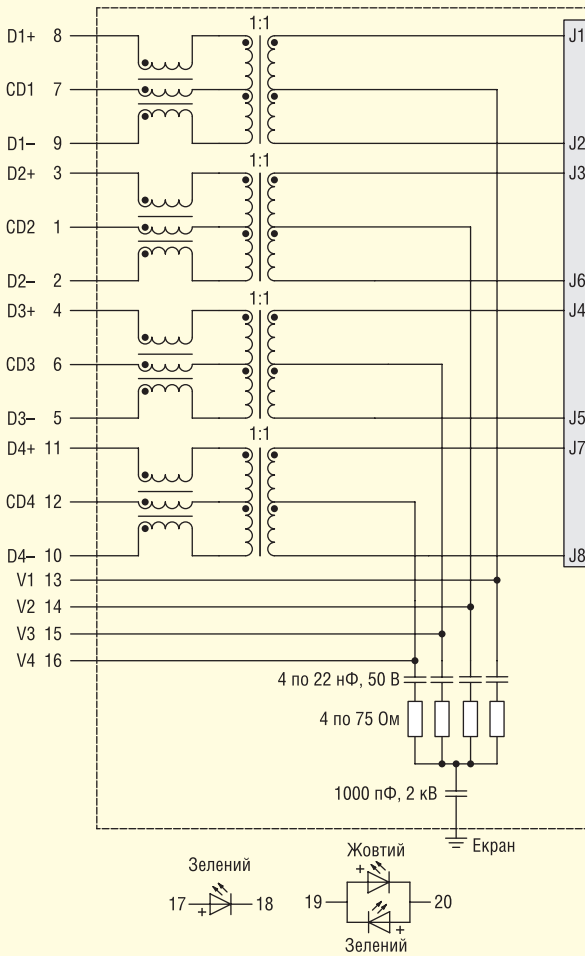 1:1
D1+ 8 J1
CD1 7
D1– 9 J2
1:1
D2+ 3 J3
CD2 1
D2– 2 J6
1:1
D3+ 4 J4
CD3 6
D3– 5 J5
1:1
D4+ 11 J7
CD4 12
D4– 10 J8
V1 13
V2 14
V3 15
V4 16
4 по 22 нФ, 50 В
4 по 75 Ом
1000 пФ, 2 кВ
Екран
Зелений
17 + 18
Жовтий
+
19 20
+
Зелений